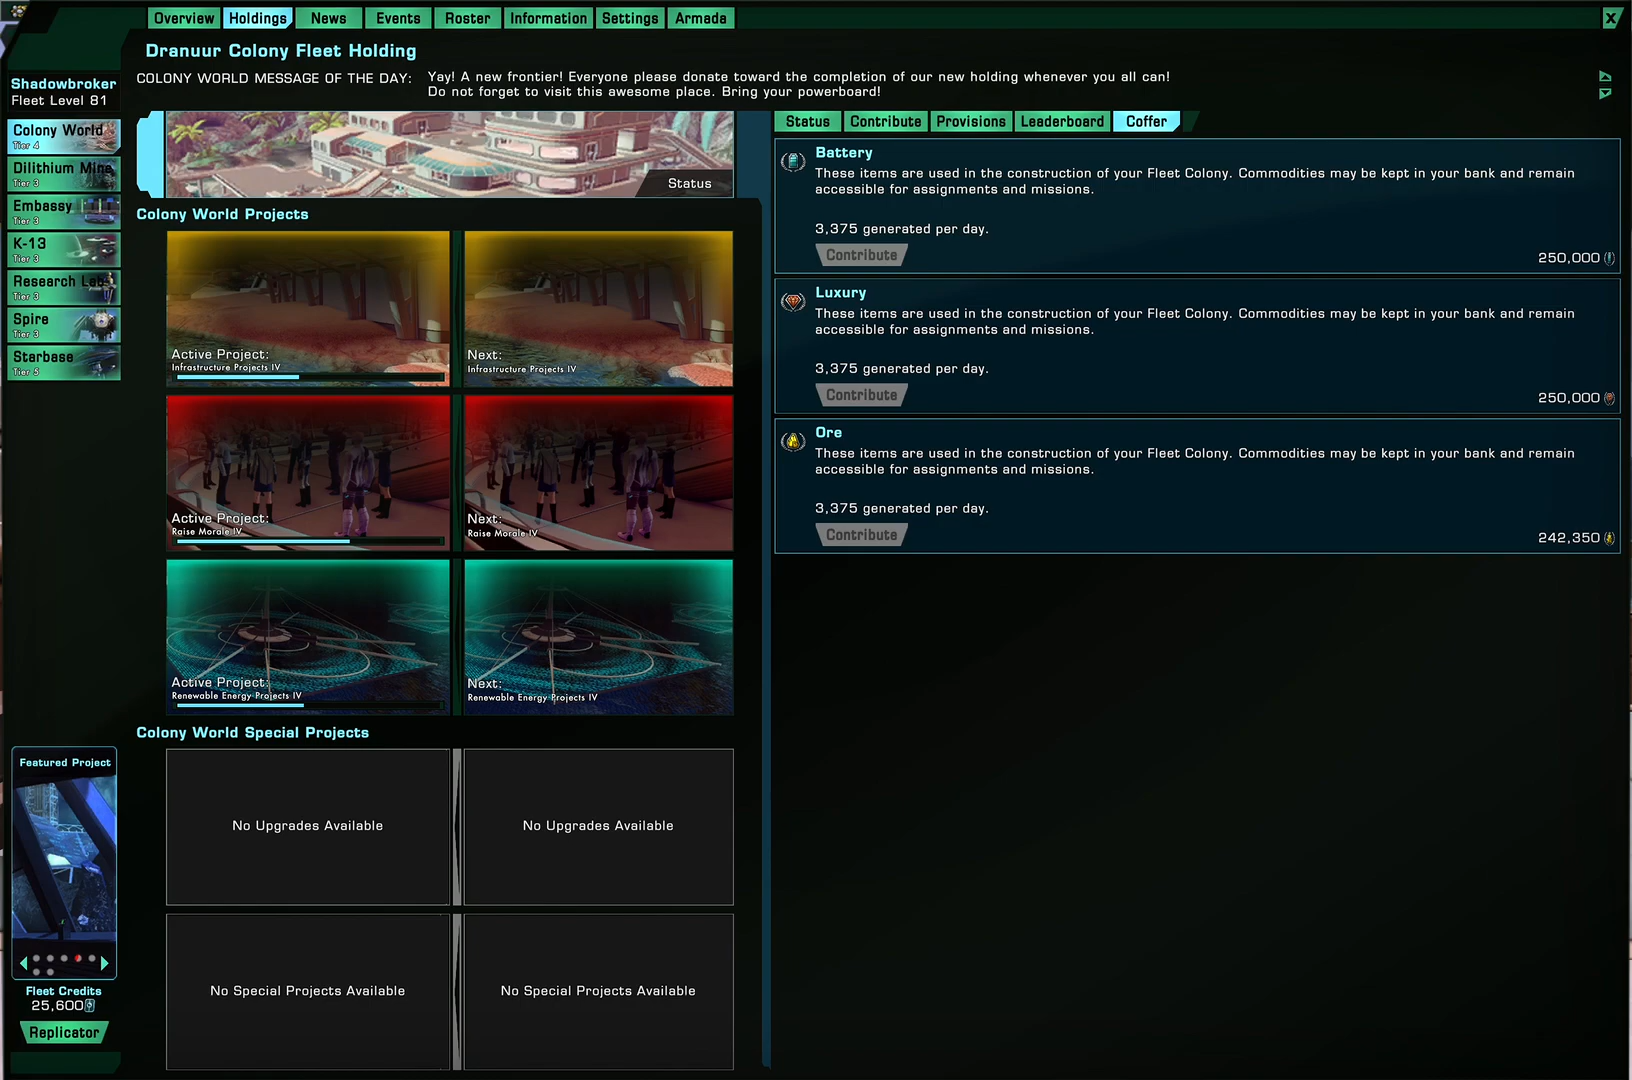 Overview Holdings News Events Roster Information Settings Armada X
Dranuur Colony Fleet Holding
COLONY WORLD MESSAGE OF THE DAY: Yay! A new frontier! Everyone please donate toward the completion of our new holding whenever you all can!
Do not forget to visit this awesome place. Bring your powerboard!
Shadowbroker
Fleet Level 81
Colony World
Tier 4
Dilithium Mine
Tier 3
Embassy
Tier 3
K-13
Tier 3
Research Lab
Tier 3
Spire
Tier 3
Starbase
Tier 5
Featured Project
Fleet Credits
25,600
Replicator
Status
Colony World Projects
Active Project:
Infrastructure Projects IV
Next:
Infrastructure Projects IV
Active Project:
Raise Morale IV
Next:
Raise Morale IV
Active Project:
Renewable Energy Projects IV
Next:
Renewable Energy Projects IV
Colony World Special Projects
No Upgrades Available
No Upgrades Available
No Special Projects Available
No Special Projects Available
Status Contribute Provisions Leaderboard Coffer
Battery
These items are used in the construction of your Fleet Colony. Commodities may be kept in your bank and remain
accessible for assignments and missions.
3,375 generated per day.
Contribute
250,000
Luxury
These items are used in the construction of your Fleet Colony. Commodities may be kept in your bank and remain
accessible for assignments and missions.
3,375 generated per day.
Contribute
250,000
Ore
These items are used in the construction of your Fleet Colony. Commodities may be kept in your bank and remain
accessible for assignments and missions.
3,375 generated per day.
Contribute
242,350